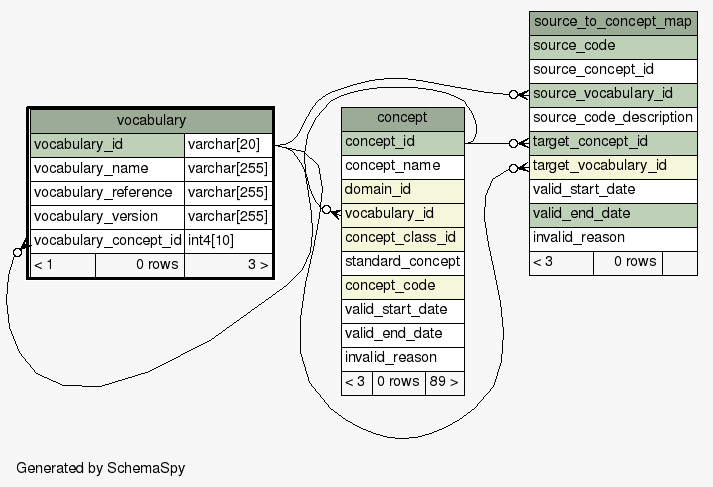 vocabulary
vocabulary_id varchar[20]
vocabulary_name varchar[255]
vocabulary_reference varchar[255]
vocabulary_version varchar[255]
vocabulary_concept_id int4[10]
< 1 0 rows 3 >
concept
concept_id
concept_name
domain_id
vocabulary_id
concept_class_id
standard_concept
concept_code
valid_start_date
valid_end_date
invalid_reason
< 3 0 rows 89 >
source_to_concept_map
source_code
source_concept_id
source_vocabulary_id
source_code_description
target_concept_id
target_vocabulary_id
valid_start_date
valid_end_date
invalid_reason
< 3 0 rows
Generated by SchemaSpy